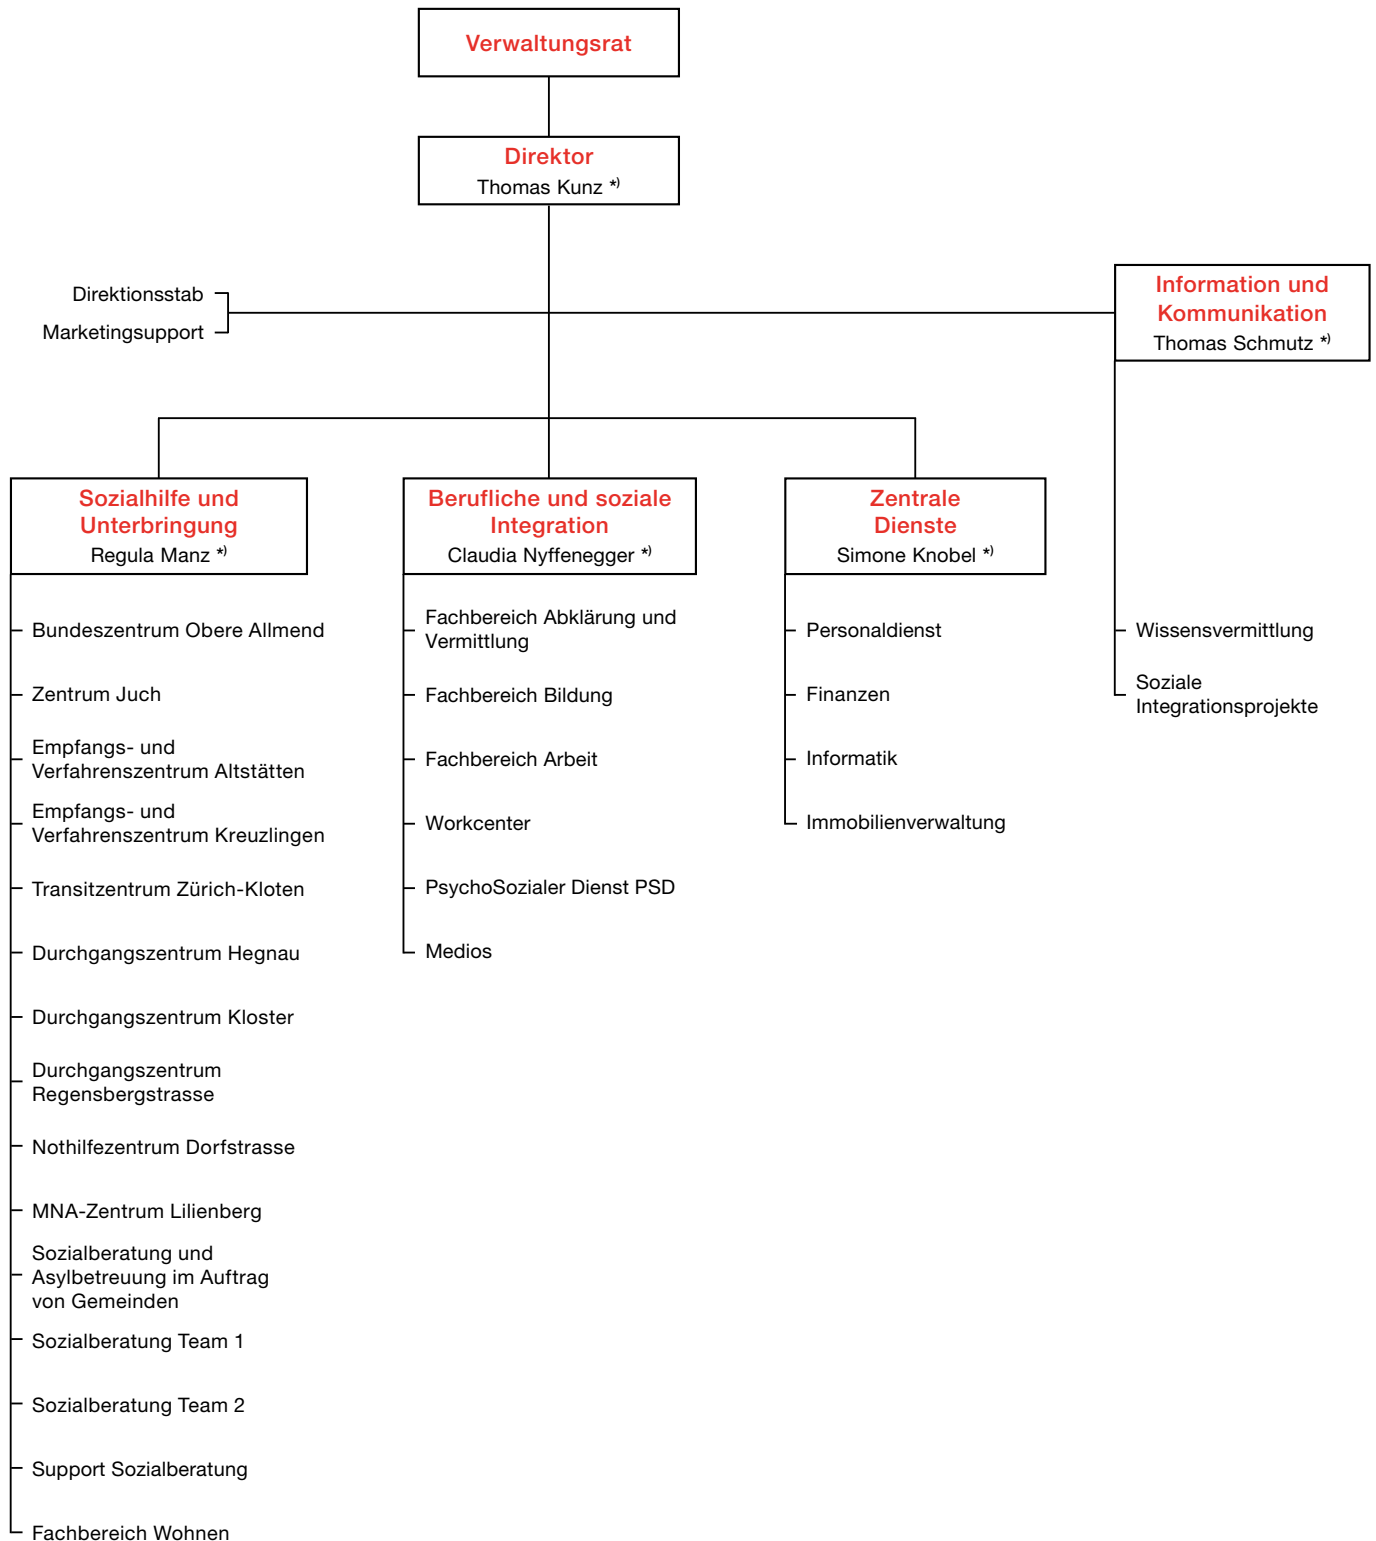 Verwaltungsrat
Direktor
Thomas Kunz *)
Direktionsstab
Marketingsupport
Information und
Kommunikation
Thomas Schmutz *)
Wissensvermittlung
Soziale
Integrationsprojekte
Sozialhilfe und
Unterbringung
Regula Manz *)
Bundeszentrum Obere Allmend
Zentrum Juch
Empfangs- und
Verfahrenszentrum Altstätten
Empfangs- und
Verfahrenszentrum Kreuzlingen
Transitzentrum Zürich-Kloten
Durchgangszentrum Hegnau
Durchgangszentrum Kloster
Durchgangszentrum
Regensbergstrasse
Nothilfezentrum Dorfstrasse
MNA-Zentrum Lilienberg
Sozialberatung und
Asylbetreuung im Auftrag
von Gemeinden
Sozialberatung Team 1
Sozialberatung Team 2
Support Sozialberatung
Fachbereich Wohnen
Berufliche und soziale
Integration
Claudia Nyffenegger *)
Fachbereich Abklärung und
Vermittlung
Fachbereich Bildung
Fachbereich Arbeit
Workcenter
PsychoSozialer Dienst PSD
Medios
Zentrale
Dienste
Simone Knobel *)
Personaldienst
Finanzen
Informatik
Immobilienverwaltung